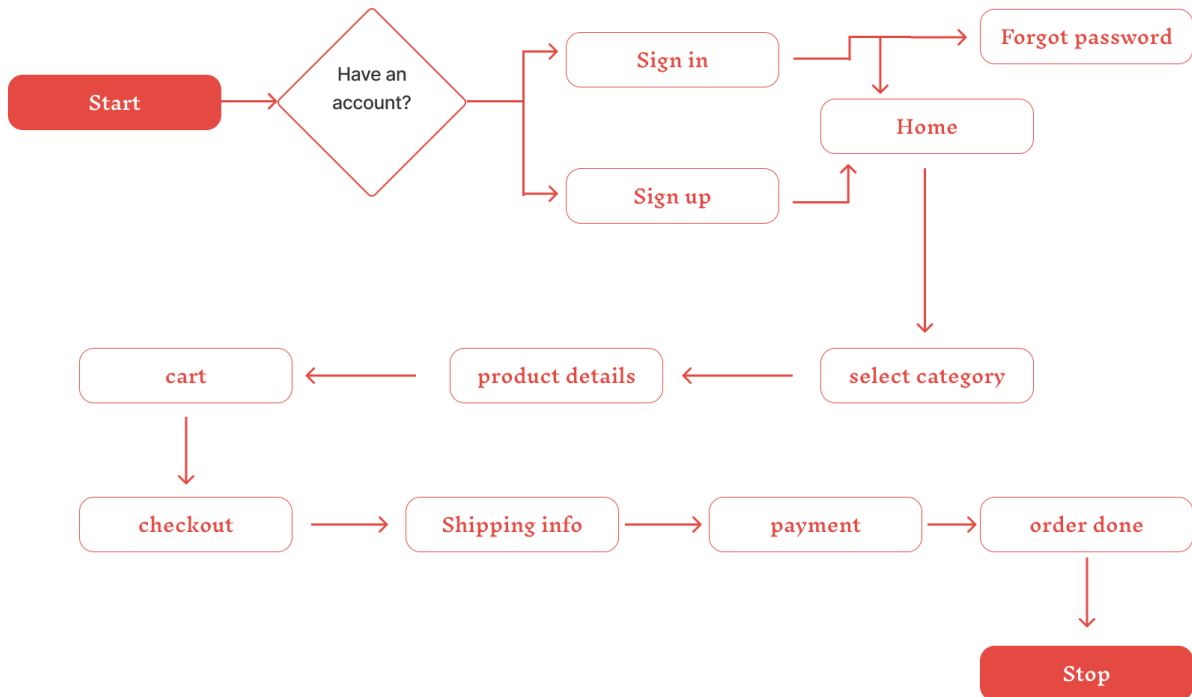 Start
Have an
account?
Sign in
Sign up
Forgot password
Home
select category
product details
cart
checkout
Shipping info
payment
order done
Stop